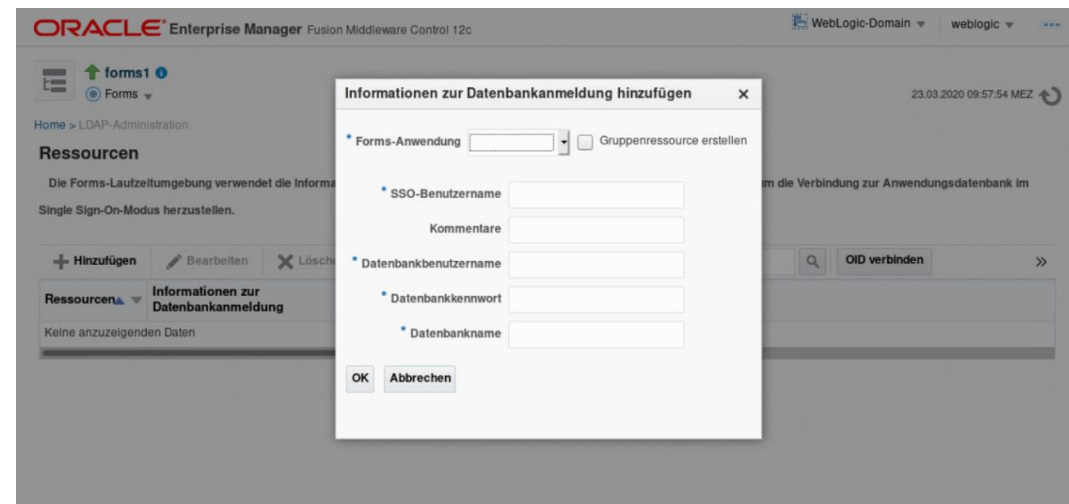 ORACLE Enterprise Manager Fusion Middleware Control 12c
WebLogic-Domain weblogic
forms1
Forms
23.03.2020 09:57:54 MEZ
Home > LDAP-Administration
Ressourcen
Die Forms-Laufzeitumgebung verwendet die Informa
m die Verbindung zur Anwendungsdatenbank im
Single Sign-On-Modus herzustellen.
Hinzufügen Bearbeiten Lösche
OID verbinden »
Ressourcen Informationen zur
Datenbankanmeldung
Keine anzuzeigenden Daten
Informationen zur Datenbankanmeldung hinzufügen x
* Forms-Anwendung Gruppenressource erstellen
* SSO-Benutzername
Kommentare
* Datenbankbenutzername
* Datenbankkennwort
* Datenbankname
OK Abbrechen